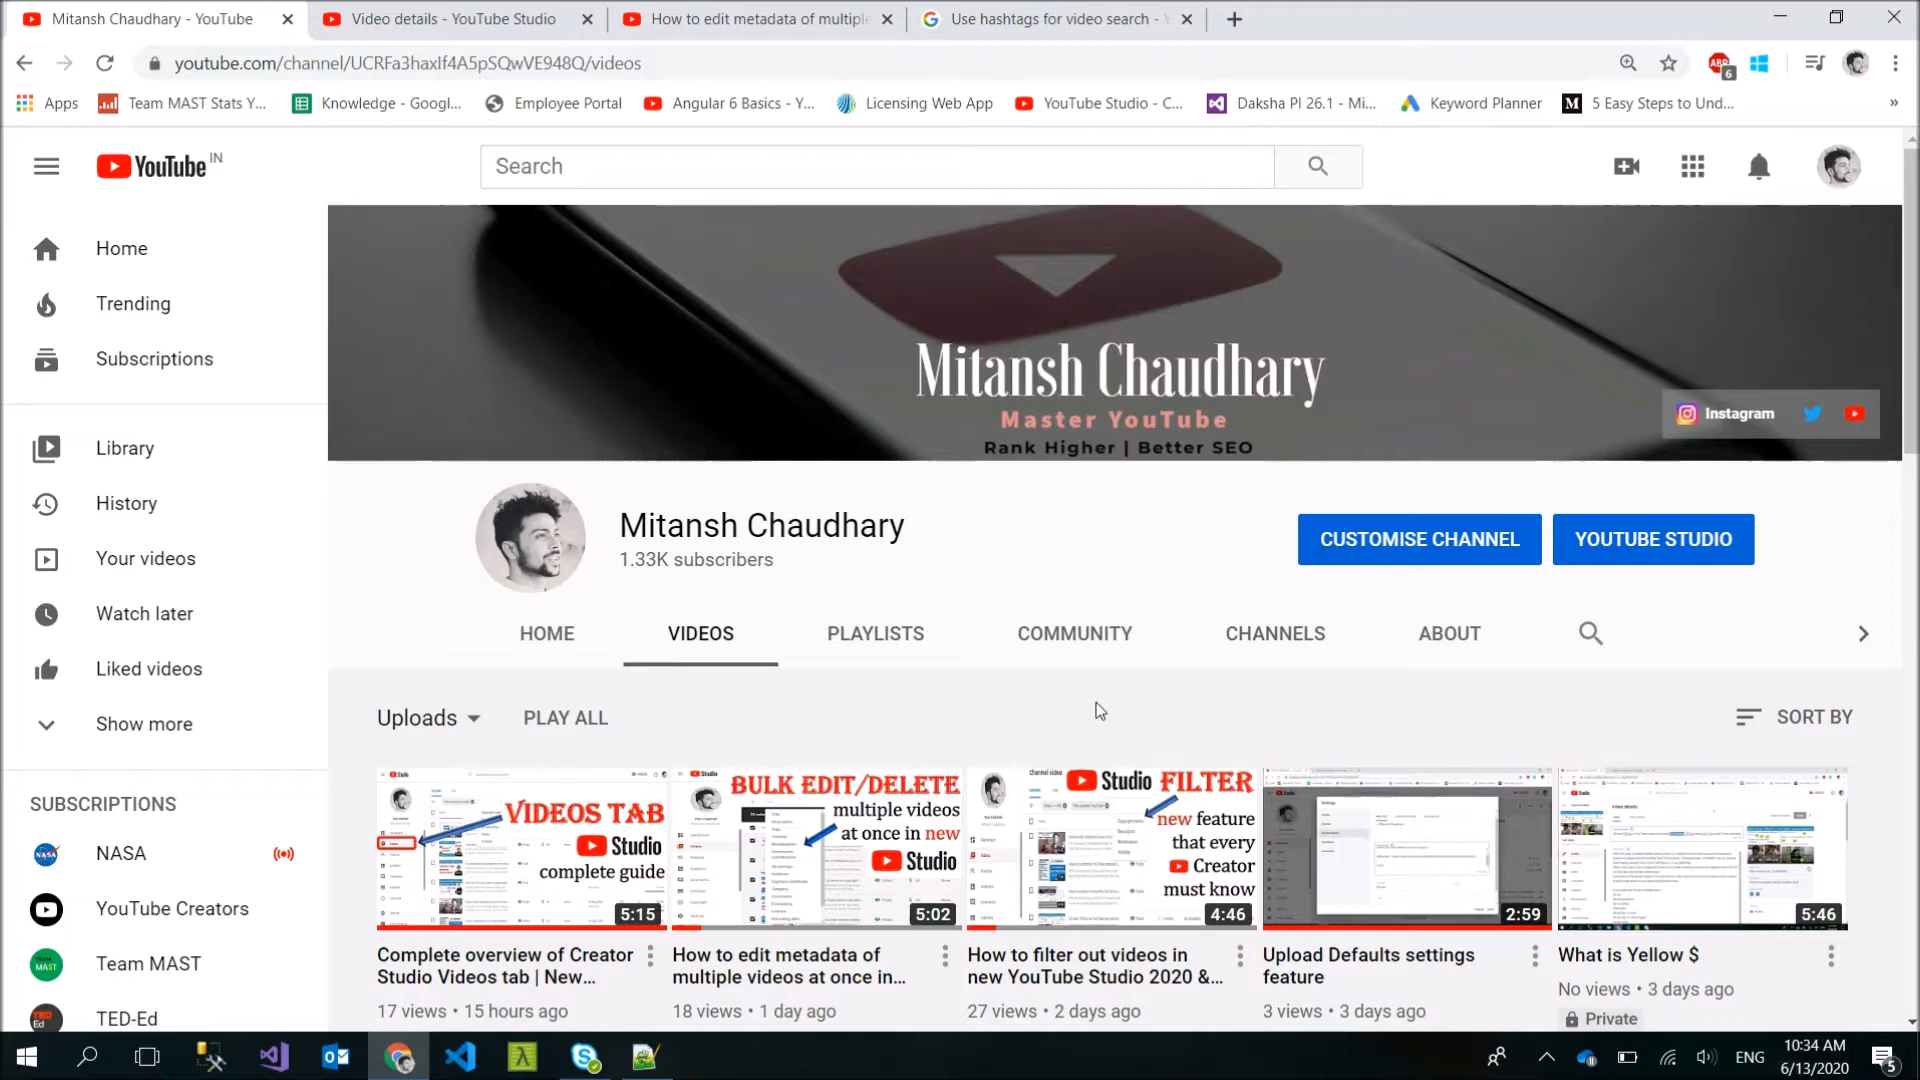 Mitansh Chaudhary - YouTube
Video details - YouTube Studio
How to edit metadata of multiple
Use hashtags for video search -
youtube.com/channel/UCRFa3haxIf4A5pSQwVE948Q/videos
ABP
6
Apps
Team MAST Stats Y...
Knowledge - Googl...
Employee Portal
Angular 6 Basics - Y...
Licensing Web App
YouTube Studio - C...
Daksha PI 26.1 - Mi...
Keyword Planner
M
5 Easy Steps to Und...
»
YouTube IN
Search
Home
Trending
Subscriptions
Library
History
Your videos
Watch later
Liked videos
Show more
SUBSCRIPTIONS
NASA
YouTube Creators
Team MAST
TED-Ed
Mitansh Chaudhary
Master YouTube
Rank Higher | Better SEO
Instagram
Mitansh Chaudhary
1.33K subscribers
CUSTOMISE CHANNEL
YOUTUBE STUDIO
HOME
VIDEOS
PLAYLISTS
COMMUNITY
CHANNELS
ABOUT
Uploads
PLAY ALL
SORT BY
VIDEOS TAB
Studio
complete guide
5:15
Complete overview of Creator
Studio Videos tab | New...
17 views • 15 hours ago
BULK EDIT/DELETE
multiple videos
at once in new
Studio
5:02
How to edit metadata of
multiple videos at once in...
18 views • 1 day ago
Studio FILTER
new feature
that every
Creator
must know
4:46
How to filter out videos in
new YouTube Studio 2020 &...
27 views • 2 days ago
2:59
Upload Defaults settings
feature
3 views • 3 days ago
5:46
What is Yellow $
No views • 3 days ago
Private
ENG
10:34 AM
6/13/2020
5